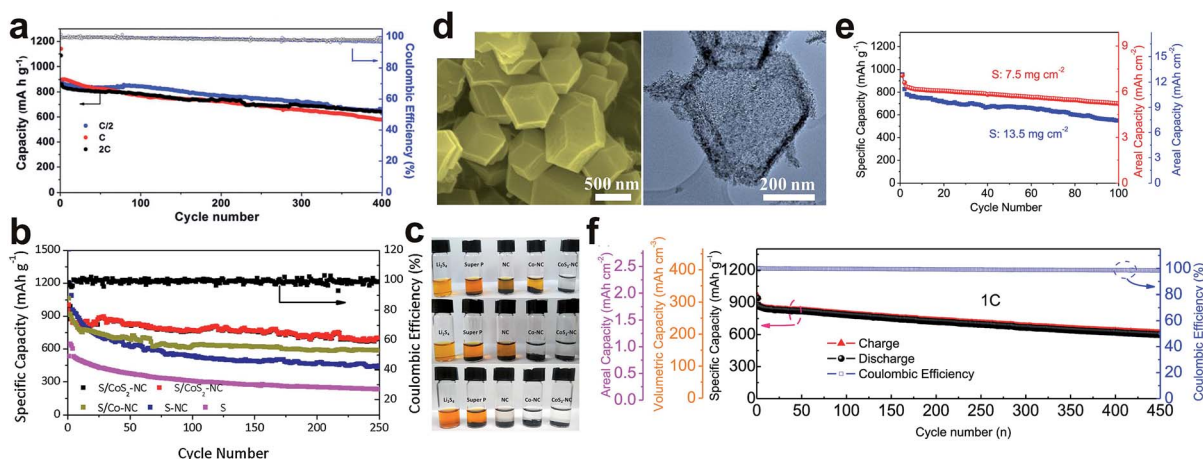 a
Capacity (mA h g⁻¹)
1200
1000
800
600
400
200
0
C/2
C
2C
0
100
200
300
400
Cycle number
100
80
60
40
20
0
Coulombic Efficiency (%)
b
Specific Capacity (mAh g⁻¹)
1500
1200
900
600
300
0
S/CoS₂-NC
S/CoS₂-NC
S/Co-NC
S-NC
S
0
50
100
150
200
250
Cycle Number
120
100
80
60
40
20
Coulombic Efficiency (%)
c
Li₂S₄ Super P NC Co-NC CoS₂-NC
Li₂S₄ Super P NC Co-NC CoS₂-NC
Li₂S₄ Super P NC Co-NC CoS₂-NC
d
500 nm
200 nm
e
Specific Capacity (mAh g⁻¹)
1200
1000
800
600
400
200
0
S: 7.5 mg cm⁻²
S: 13.5 mg cm⁻²
0
20
40
60
80
100
Cycle Number
9
6
3
0
Areal Capacity (mAh cm⁻²)
15
12
9
6
3
0
Areal Capacity (mAh cm⁻²)
f
Areal Capacity (mAh cm⁻²)
2.5
2.0
1.5
1.0
0.5
0.0
Volumetric Capacity (mAh cm⁻³)
400
300
200
100
0
Specific Capacity (mAh g⁻¹)
1200
900
600
300
0
1C
Charge
Discharge
Coulombic Efficiency
0
50
100
150
200
250
300
350
400
450
Cycle number (n)
100
80
60
40
20
0
Coulombic Efficiency (%)